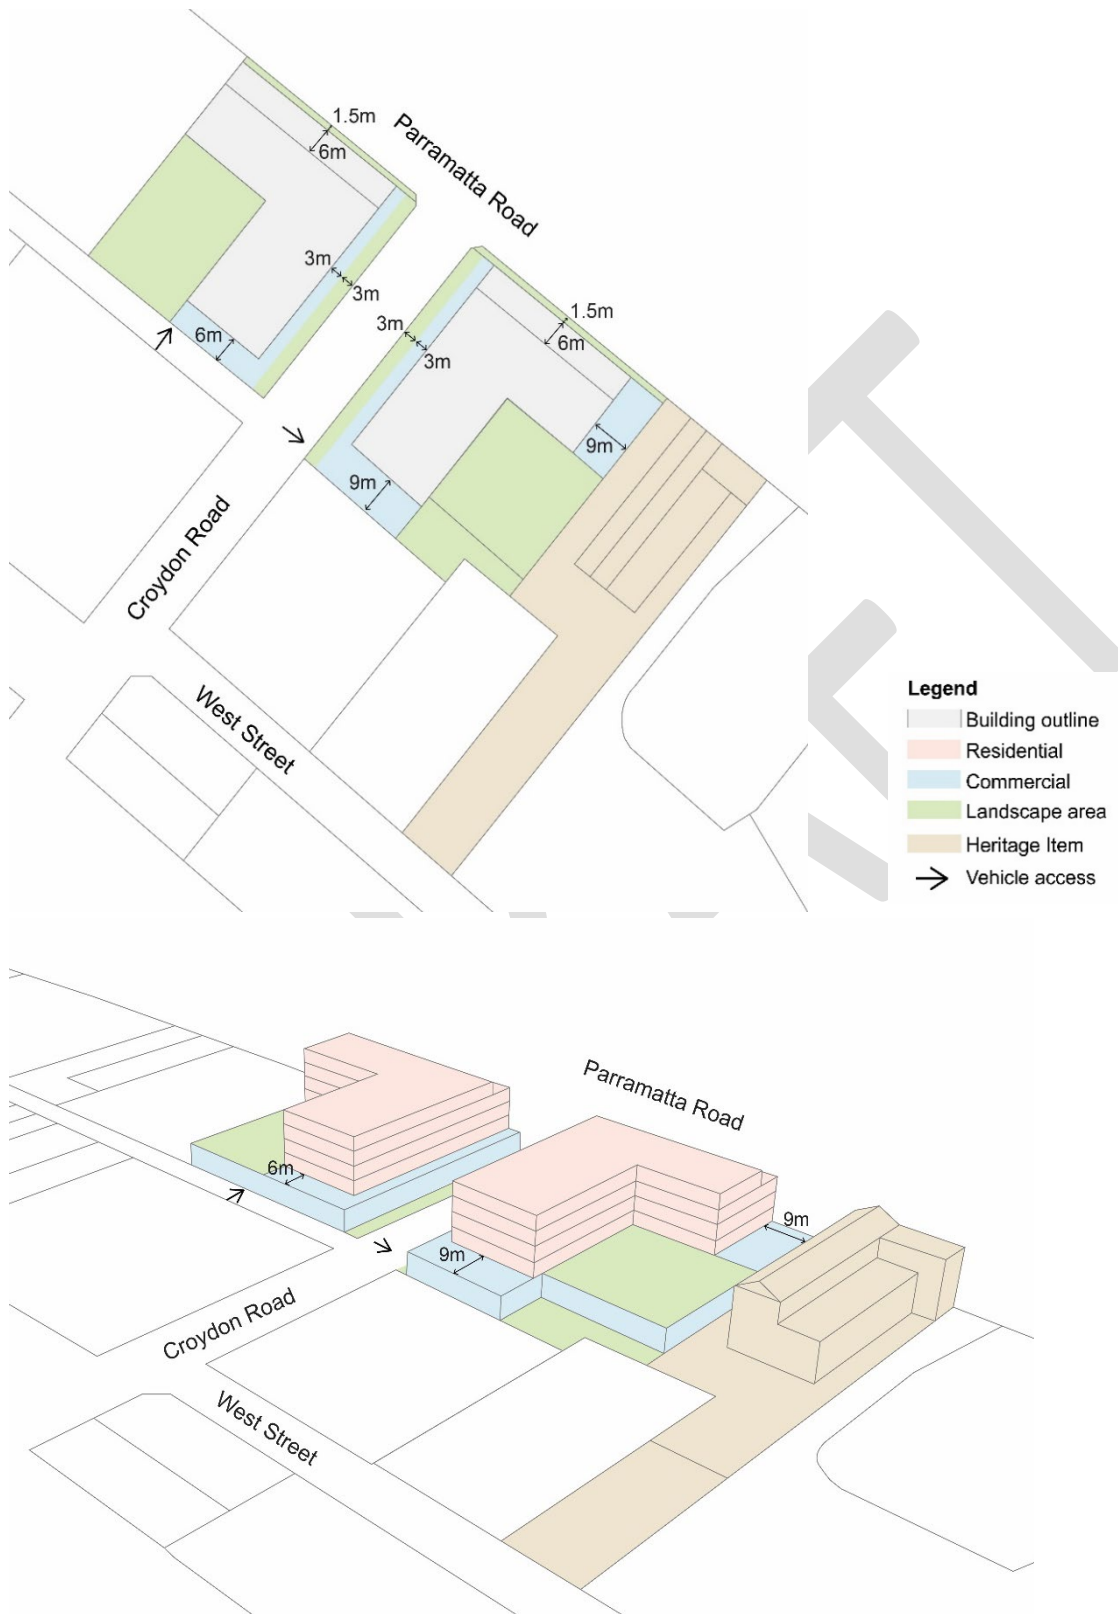 1.5m
6m
Parramatta Road
3m
3m
6m
1.5m
6m
3m
3m
9m
9m
Croydon Road
West Street
Legend
Building outline
Residential
Commercial
Landscape area
Heritage Item
Vehicle access
Parramatta Road
6m
9m
9m
Croydon Road
West Street